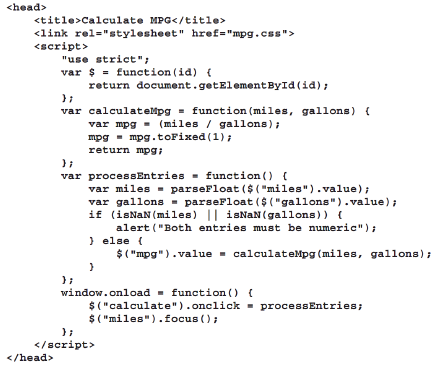 <head>
    <title>Calculate MPG</title>
    <link rel="stylesheet" href="mpg.css">
    <script>
        "use strict";
        var $ = function(id) {
            return document.getElementById(id);
        };
        var calculateMpg = function(miles, gallons) {
            var mpg = (miles / gallons);
            mpg = mpg.toFixed(1);
            return mpg;
        };
        var processEntries = function() {
            var miles = parseFloat($("miles").value);
            var gallons = parseFloat($("gallons").value);
            if (isNaN(miles) || isNaN(gallons)) {
                alert("Both entries must be numeric");
            } else {
                $("mpg").value = calculateMpg(miles, gallons);
            }
        };
        window.onload = function() {
            $("calculate").onclick = processEntries;
            $("miles").focus();
        };
    </script>
</head>